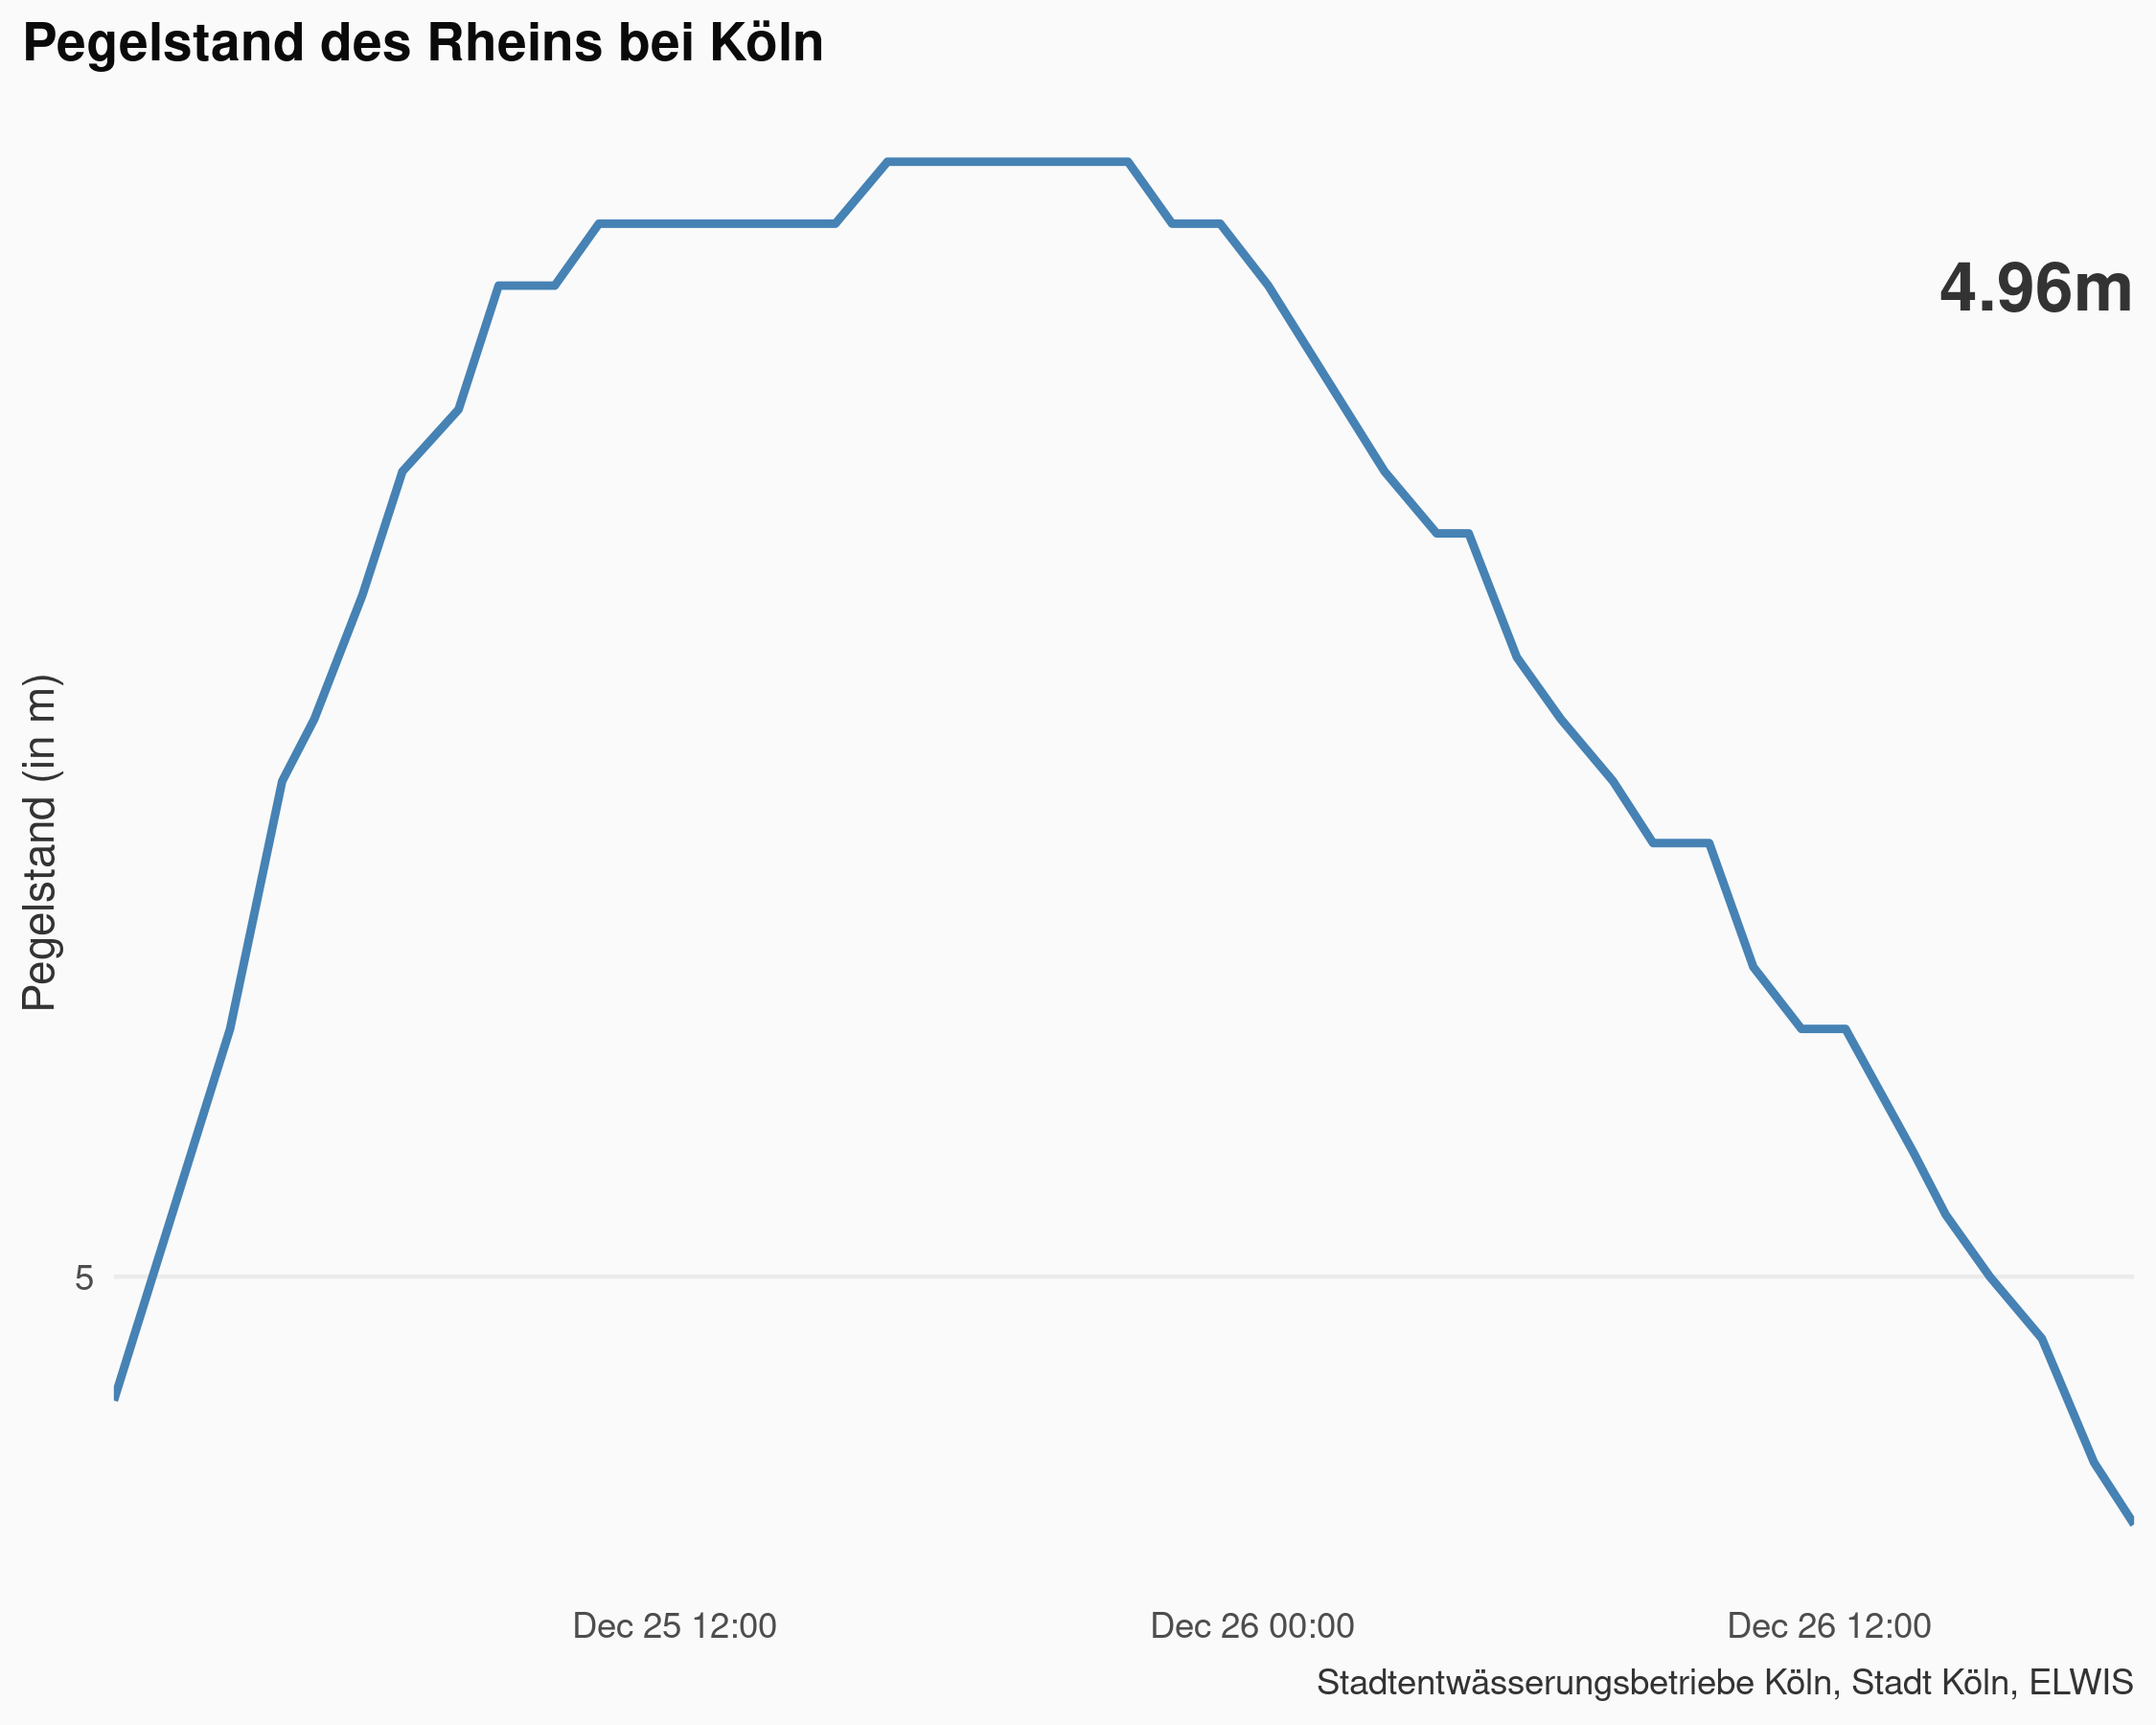 Pegelstand des Rheins bei Köln
4.96m
Pegelstand (in m)
5
Dec 25 12:00
Dec 26 00:00
Dec 26 12:00
Stadtentwässerungsbetriebe Köln, Stadt Köln, ELWIS